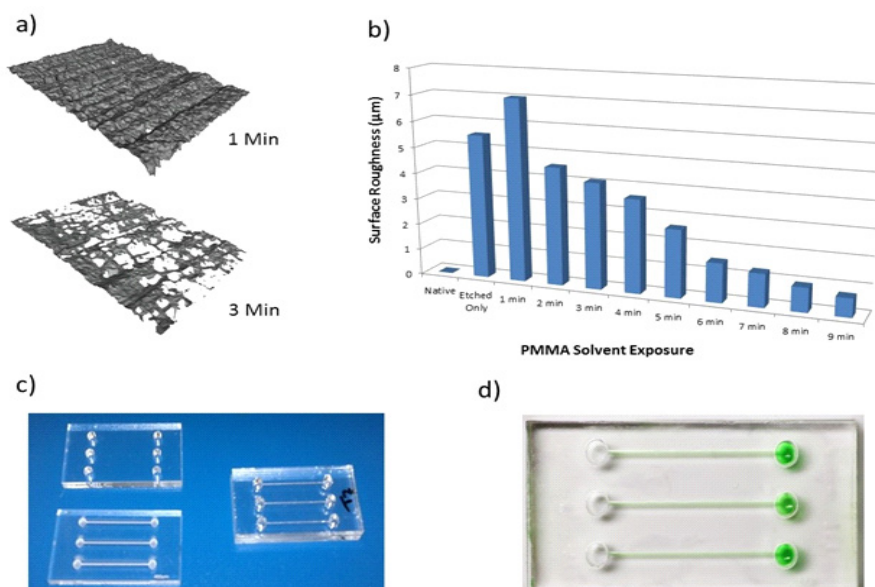 a)
1 Min
3 Min
b)
Surface Roughness (µm)
8
7
6
5
4
3
2
1
0
Native
Etched Only
1 min
2 min
3 min
4 min
5 min
6 min
7 min
8 min
9 min
PMMA Solvent Exposure
c)
d)